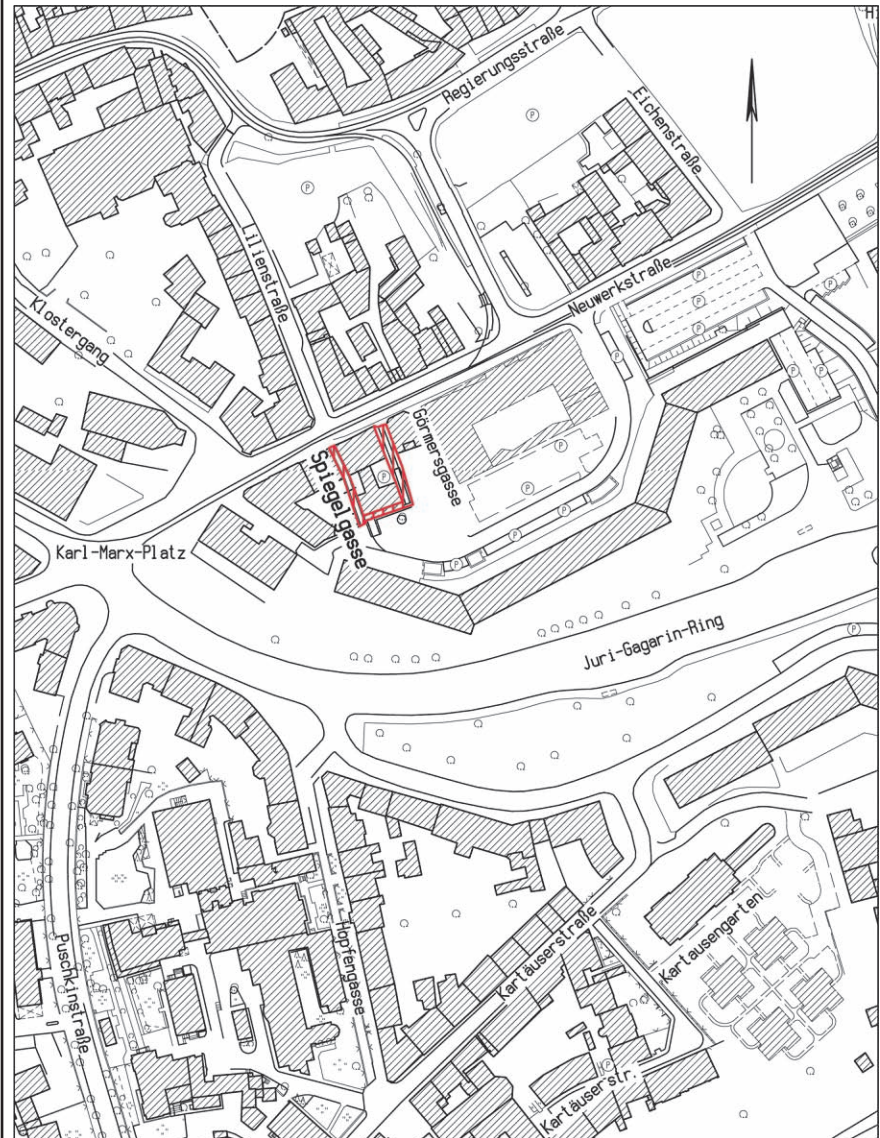 Regierungsstraße
Eichenstraße
P
P
Lilienstraße
Neuwerkstraße
P
P
P
P
P
P
P
Klostergang
Görmersgasse
Spiegelgasse
P
P
P
P
P
P
Karl-Marx-Platz
Juri-Gagarin-Ring
P
Puschkinstraße
Hopfengasse
Kartäuserstraße
Kartausengarten
P
Kartäuserstr.